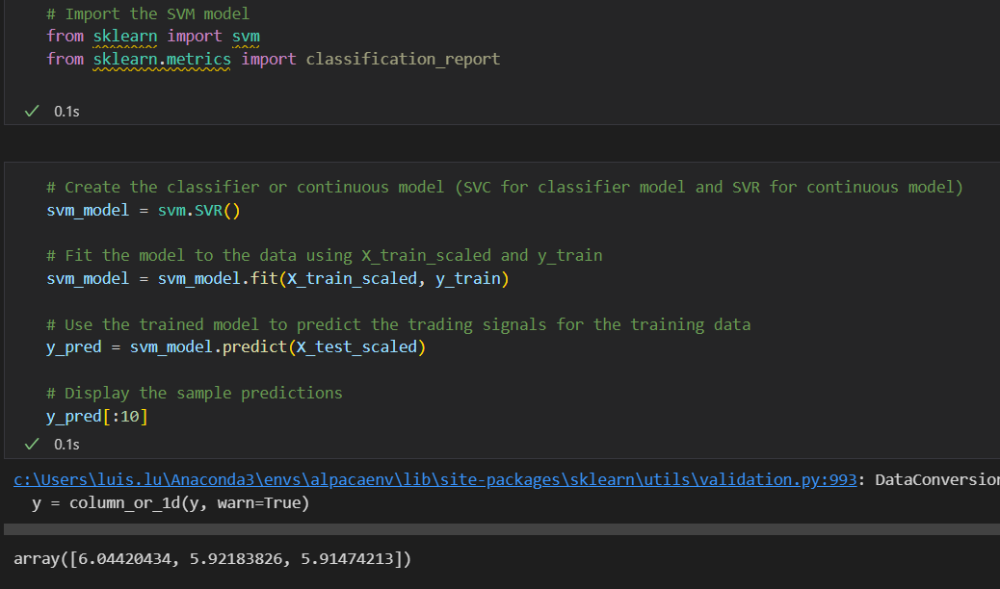 # Import the SVM model
from sklearn import svm
from sklearn.metrics import classification_report
0.1s
# Create the classifier or continuous model (SVC for classifier model and SVR for continuous model)
svm_model = svm.SVR()
# Fit the model to the data using X_train_scaled and y_train
svm_model = svm_model.fit(X_train_scaled, y_train)
# Use the trained model to predict the trading signals for the training data
y_pred = svm_model.predict(X_test_scaled)
# Display the sample predictions
y_pred[:10]
0.1s
c:\Users\luis.lu\Anaconda3\envs\alpacaenv\lib\site-packages\sklearn\utils\validation.py:993: DataConversion
y = column_or_1d(y, warn=True)
array([6.04420434, 5.92183826, 5.91474213])